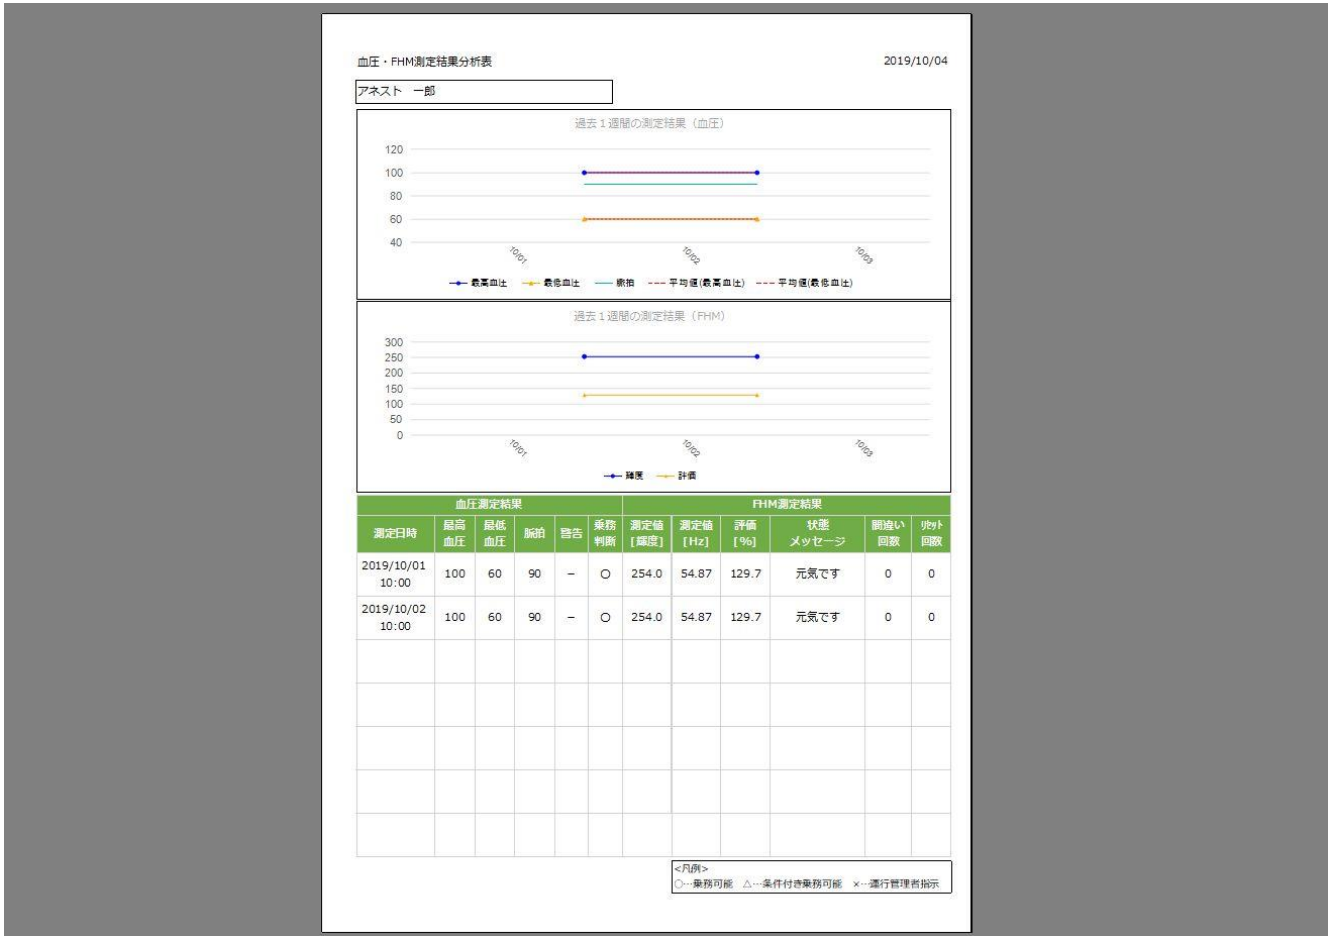 血圧・FHM測定結果分析表 2019/10/04
アネスト 一郎
過去１週間の測定結果（血圧）
120
100
80
60
40
10/01 10/02 10/03
最高血圧 最低血圧 脈拍 平均値(最高血圧) 平均値(最低血圧)
過去１週間の測定結果（FHM）
300
250
200
150
100
50
0
10/01 10/02 10/03
輝度 評価
血圧測定結果 FHM測定結果
測定日時 最高血圧 最低血圧 脈拍 警告 乗務判断 測定値[輝度] 測定値[Hz] 評価[%] 状態メッセージ 間違い回数 ﾘｾｯﾄ回数
2019/10/01 10:00 100 60 90 － ○ 254.0 54.87 129.7 元気です 0 0
2019/10/02 10:00 100 60 90 － ○ 254.0 54.87 129.7 元気です 0 0
<凡例>
○…乗務可能 △…条件付き乗務可能 ×…運行管理者指示